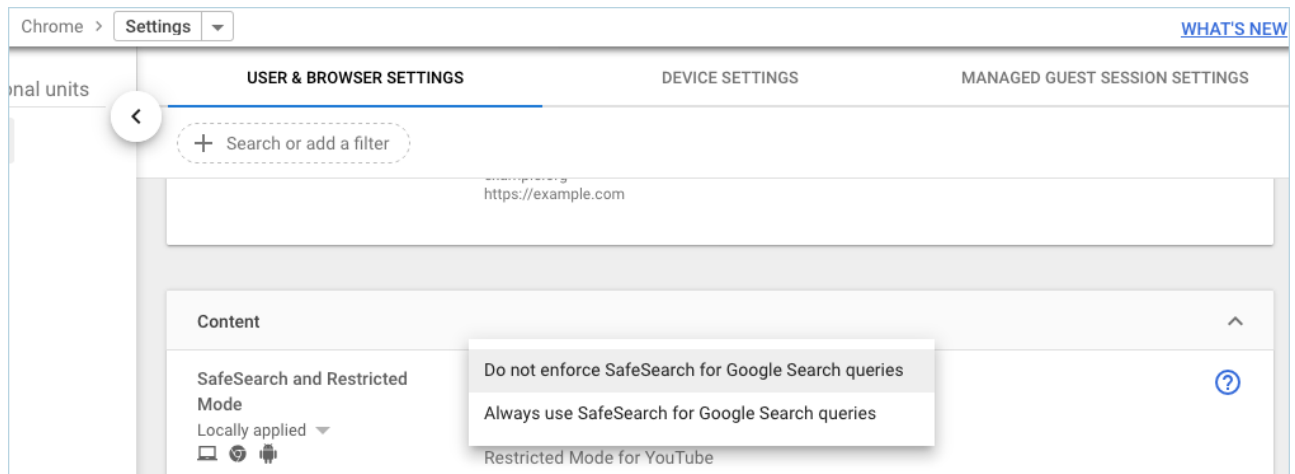 Chrome > Settings
WHAT'S NEW
onal units
USER & BROWSER SETTINGS
DEVICE SETTINGS
MANAGED GUEST SESSION SETTINGS
+ Search or add a filter
https://example.com
Content
SafeSearch and Restricted
Mode
Locally applied
Do not enforce SafeSearch for Google Search queries
Always use SafeSearch for Google Search queries
Restricted Mode for YouTube